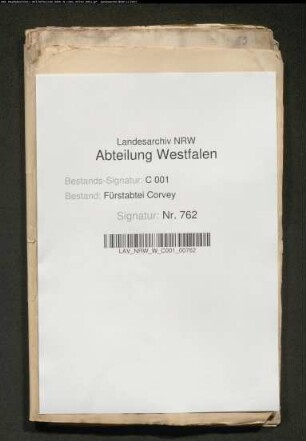 Landesarchiv NRW
Abteilung Westfalen
Bestands-Signatur: C 001
Bestand: Fürstabtei Corvey
Signatur: Nr. 762
LAV_NRW_W_C001_00762